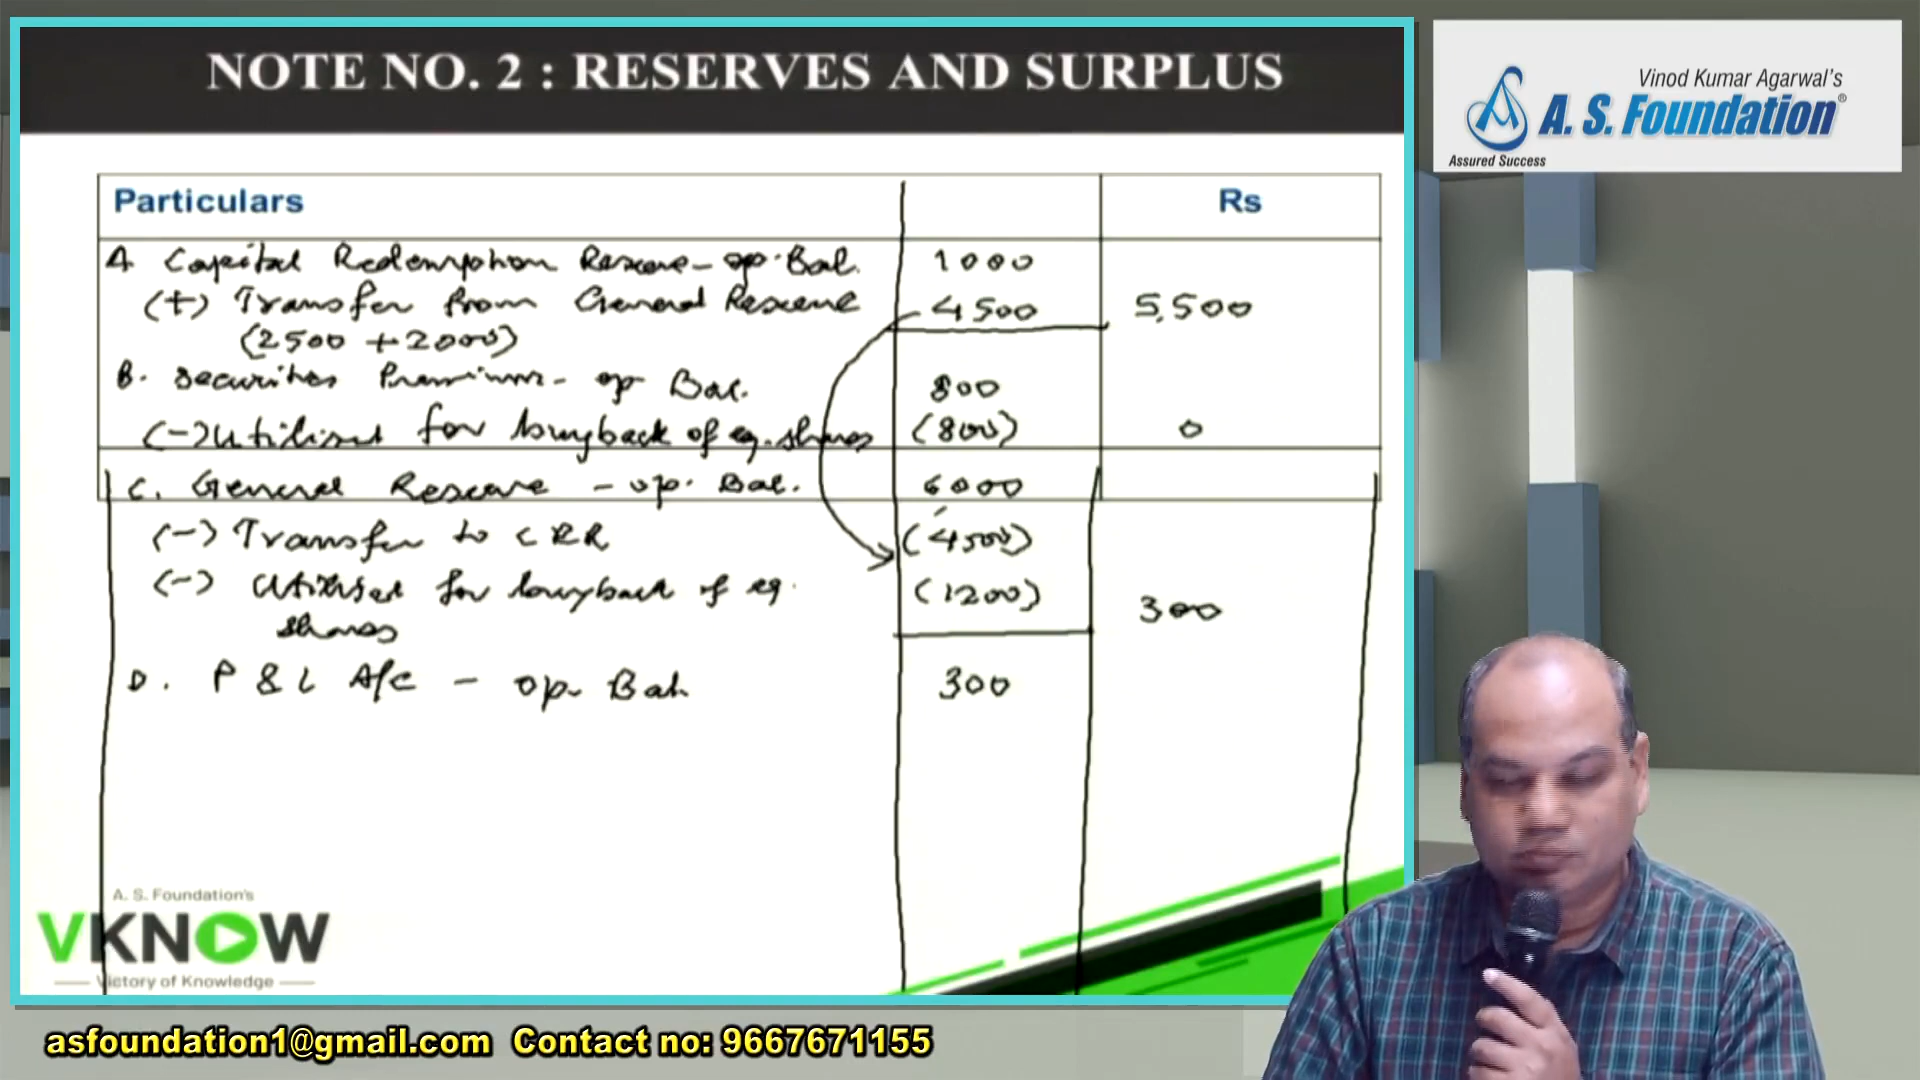 NOTE NO. 2 : RESERVES AND SURPLUS
Vinod Kumar Agarwal's
A. S. Foundation®
Assured Success
Particulars Rs
A. Capital Redemption Reserve - op. Bal. 1000
(+) Transfer from General Reserve 4500 5,500
(2500 + 2000)
B. Securities Premium - op Bal. 800
(-) Utilised for buyback of eq. shares (800) 0
C. General Reserve - op. Bal. 6000
(-) Transfer to CRR (4500)
(-) Utilised for buyback of eq. (1200) 300
shares
D. P & L A/c - op. Bal. 300
A. S. Foundation's
VKNOW
Victory of Knowledge
asfoundation1@gmail.com Contact no: 9667671155